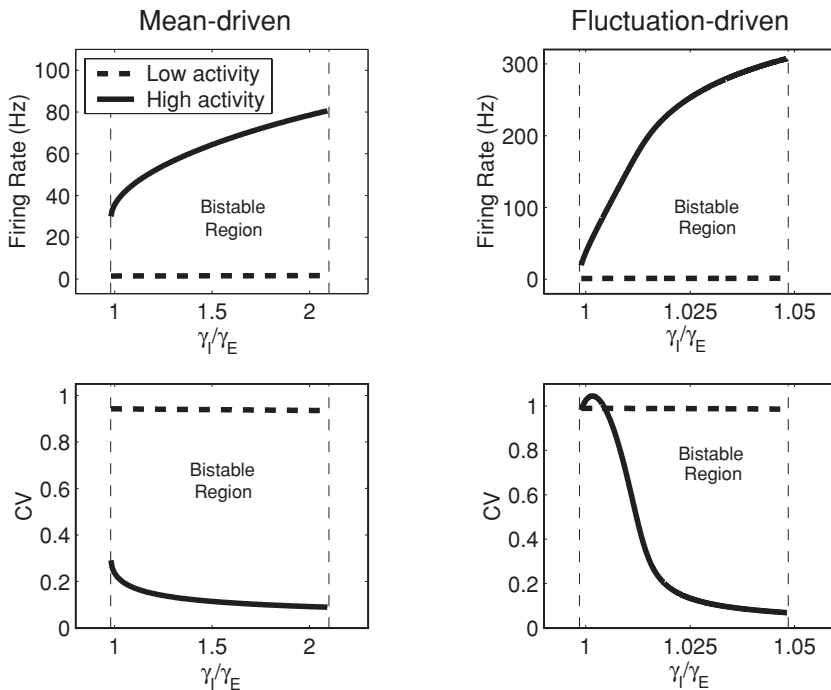 Mean-driven
Fluctuation-driven
Firing Rate (Hz)
100
80
60
40
20
0
Low activity
High activity
Bistable
Region
1
1.5
2
γI/γE
Firing Rate (Hz)
300
200
100
0
Bistable
Region
1
1.025
1.05
γI/γE
CV
1
0.8
0.6
0.4
0.2
0
Bistable
Region
1
1.5
2
γI/γE
CV
1
0.8
0.6
0.4
0.2
0
Bistable
Region
1
1.025
1.05
γI/γE